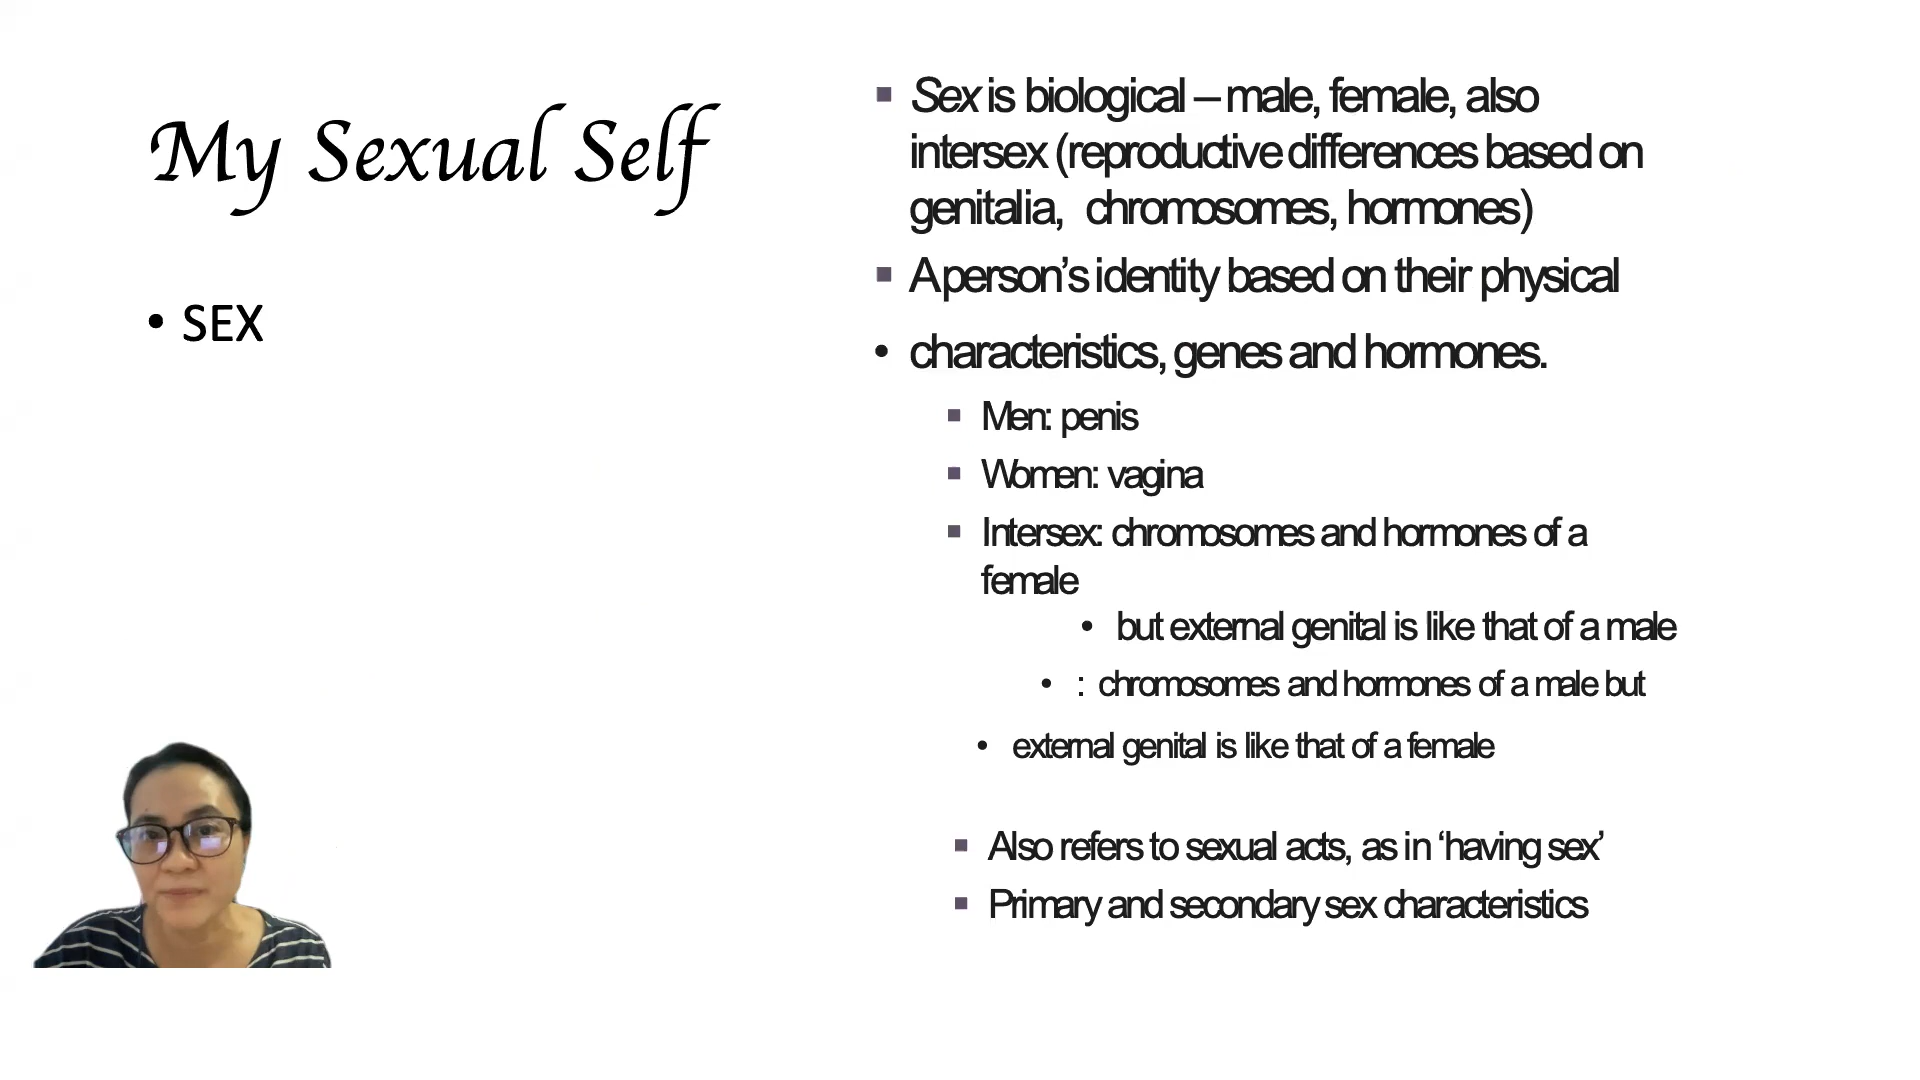 My Sexual Self
• SEX
▪ Sex is biological – male, female, also
intersex (reproductive differences based on
genitalia, chromosomes, hormones)
▪ A person’s identity based on their physical
• characteristics, genes and hormones.
▪ Men: penis
▪ Women: vagina
▪ Intersex: chromosomes and hormones of a
female
• but external genital is like that of a male
• : chromosomes and hormones of a male but
• external genital is like that of a female
▪ Also refers to sexual acts, as in ‘having sex’
▪ Primary and secondary sex characteristics